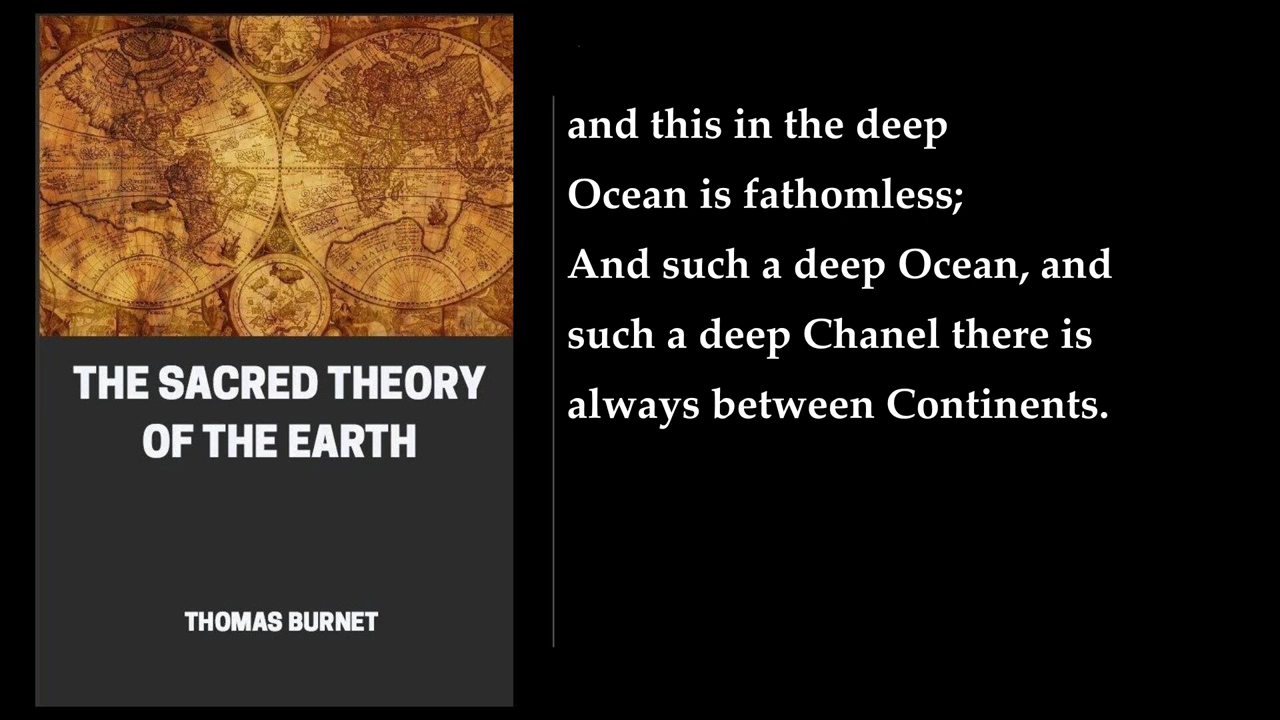 THE SACRED THEORY
OF THE EARTH
THOMAS BURNET
and this in the deep
Ocean is fathomless;
And such a deep Ocean, and
such a deep Chanel there is
always between Continents.